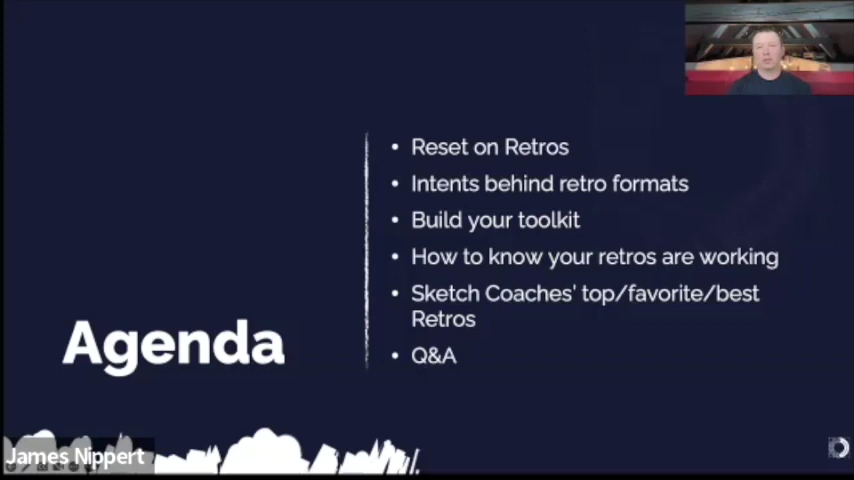 Agenda
Reset on Retros
Intents behind retro formats
Build your toolkit
How to know your retros are working
Sketch Coaches' top/favorite/best
Retros
Q&A
James Nippert